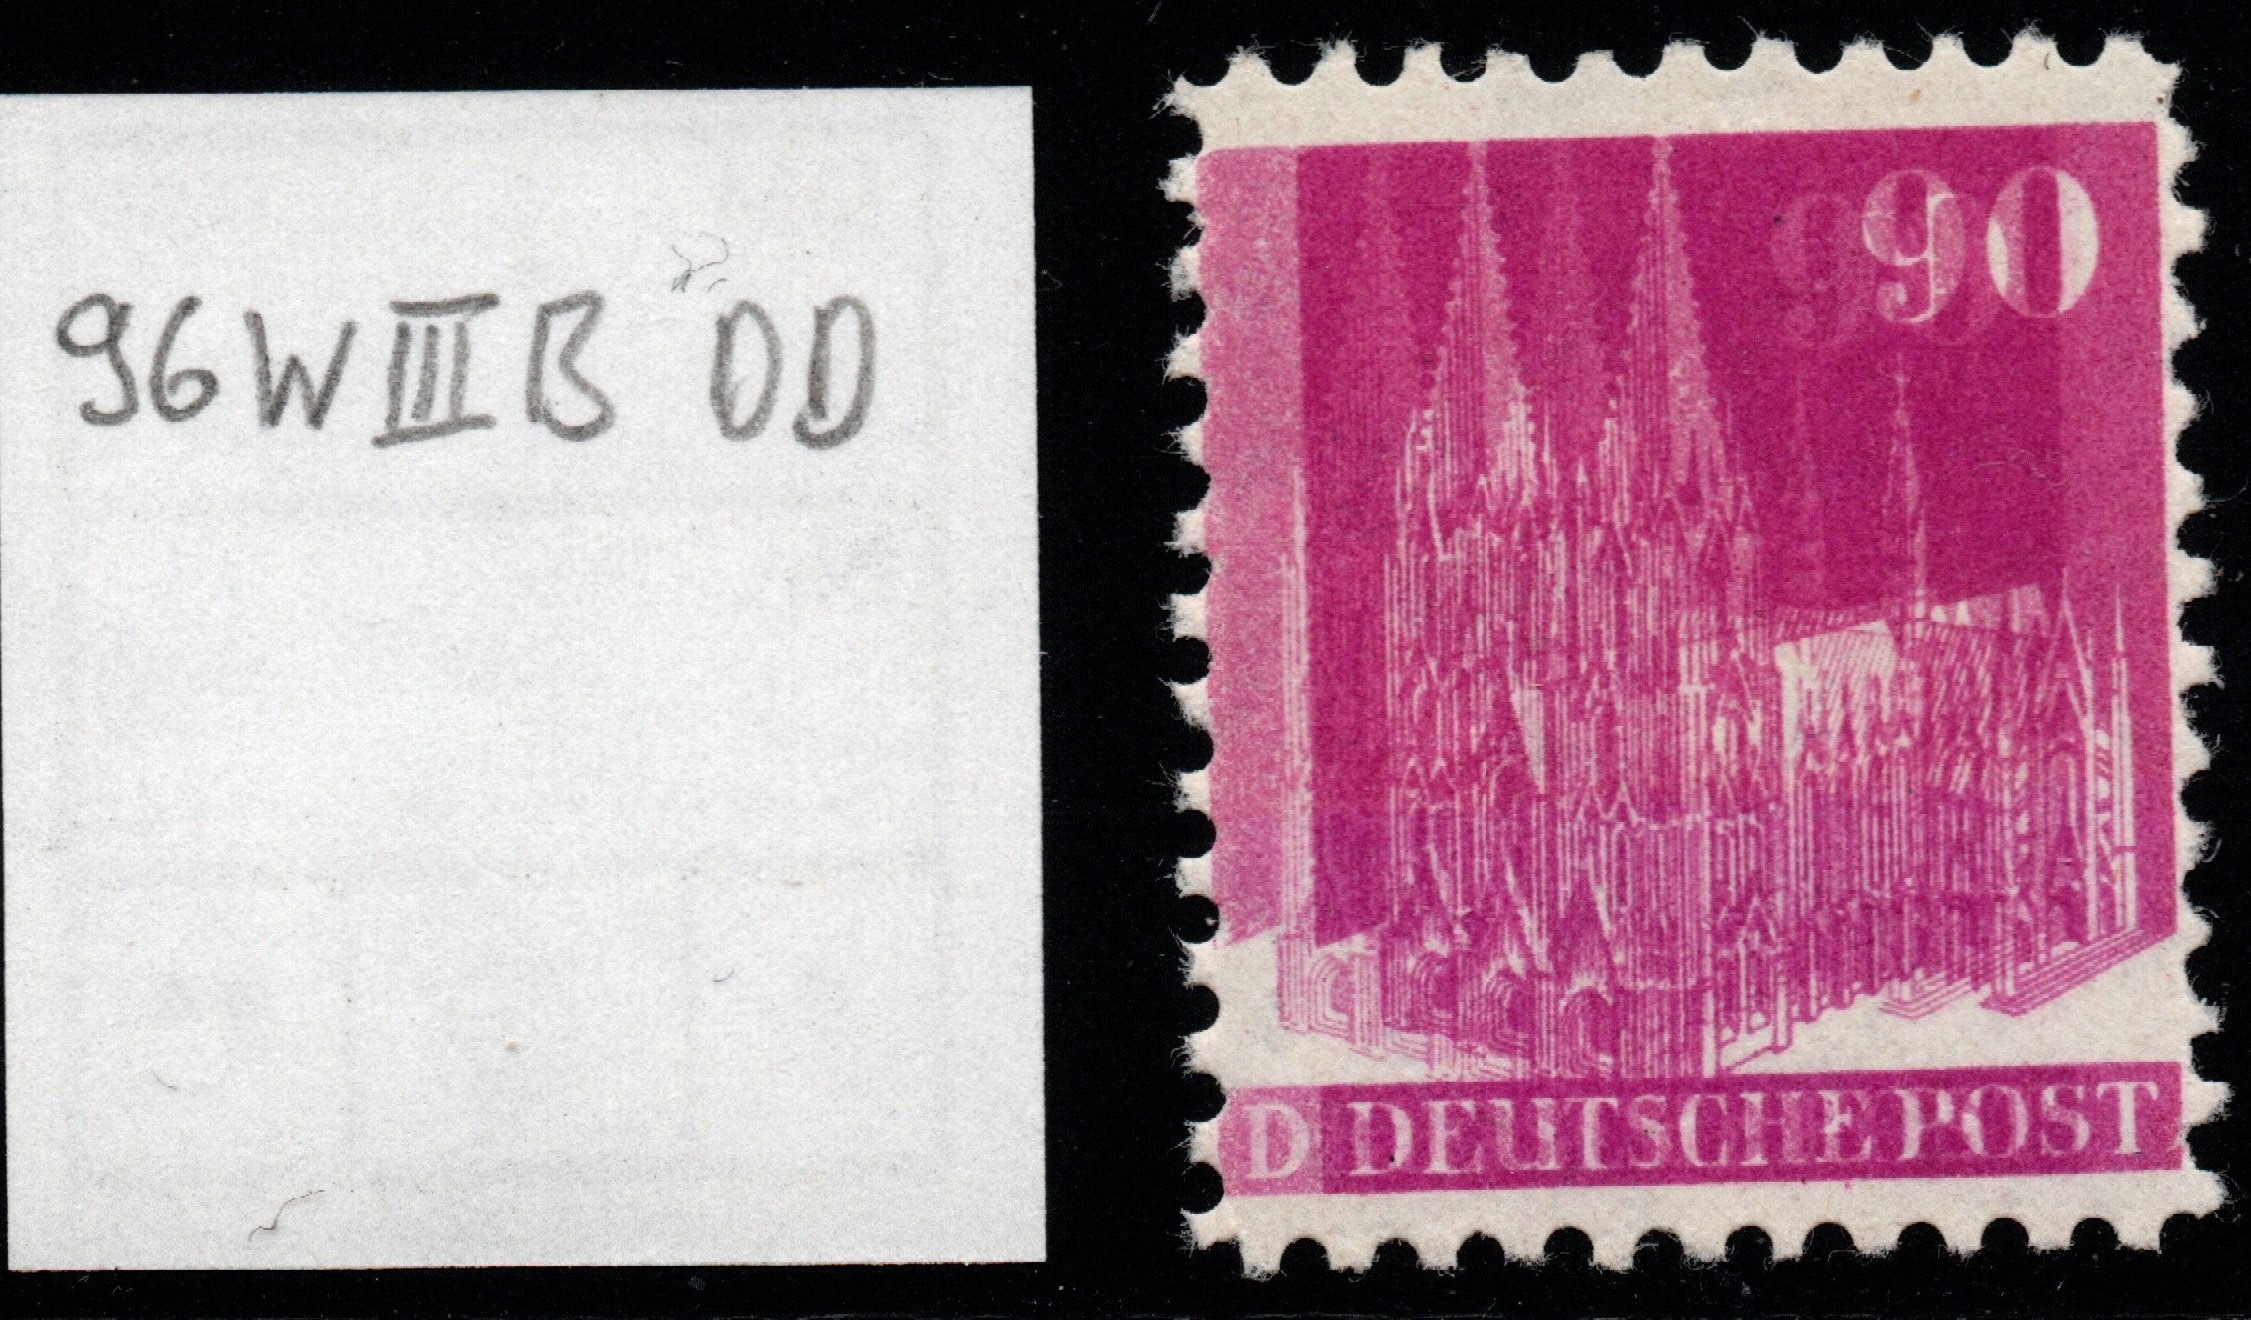 96 W III B DD
90
D DEUTSCHE POST